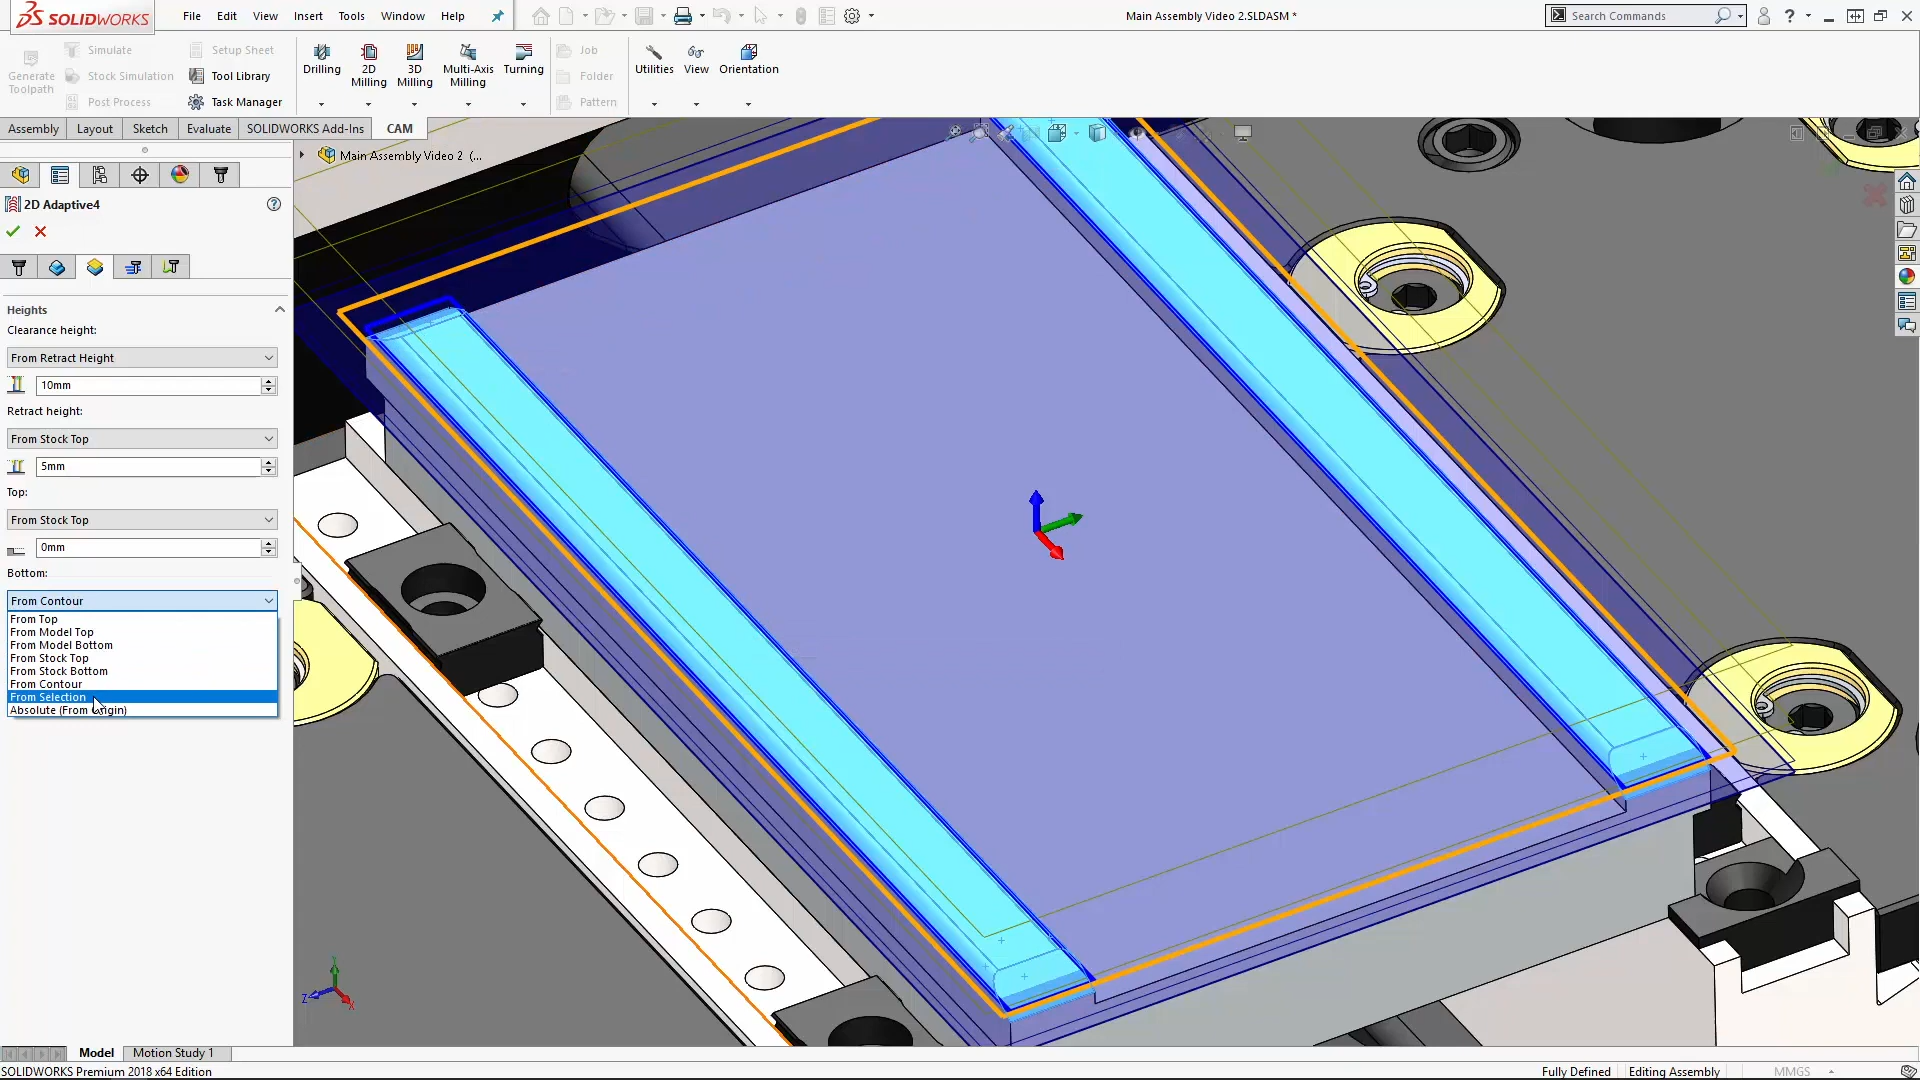 SOLIDWORKS
File Edit View Insert Tools Window Help
Main Assembly Video 2.SLDASM *
Search Commands
Generate Toolpath
Simulate
Stock Simulation
Post Process
Setup Sheet
Tool Library
Task Manager
Drilling
2D Milling
3D Milling
Multi-Axis Milling
Turning
Job
Folder
Pattern
Utilities
View
Orientation
Assembly Layout Sketch Evaluate SOLIDWORKS Add-Ins CAM
Main Assembly Video 2 (...
2D Adaptive4
Heights
Clearance height:
From Retract Height
10mm
Retract height:
From Stock Top
5mm
Top:
From Stock Top
0mm
Bottom:
From Contour
From Top
From Model Top
From Model Bottom
From Stock Top
From Stock Bottom
From Contour
From Selection
Absolute (From Origin)
Y
Z
X
Model Motion Study 1
SOLIDWORKS Premium 2018 x64 Edition
Fully Defined Editing Assembly MMGS